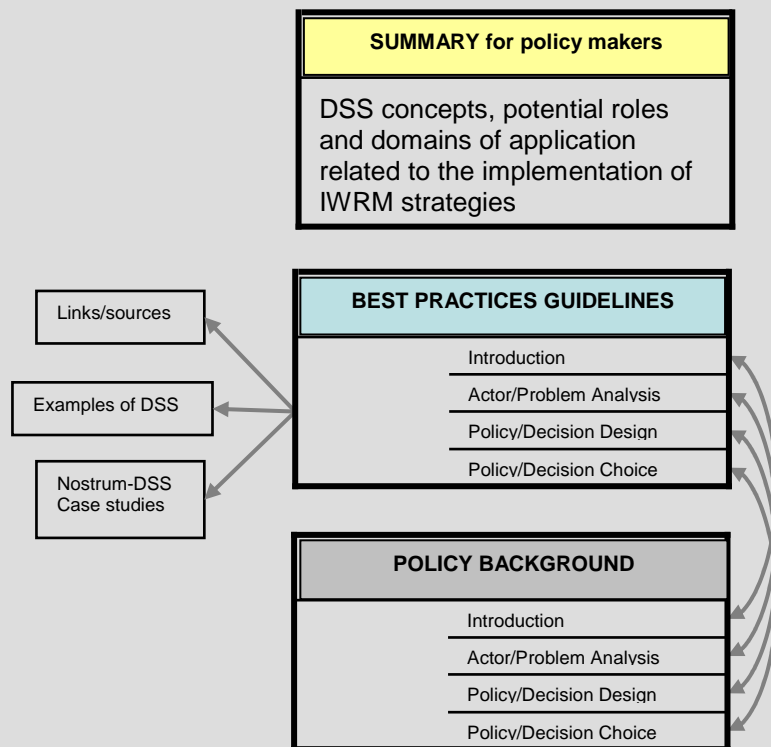 SUMMARY for policy makers
DSS concepts, potential roles
and domains of application
related to the implementation of
IWRM strategies
BEST PRACTICES GUIDELINES
Introduction
Actor/Problem Analysis
Policy/Decision Design
Policy/Decision Choice
Links/sources
Examples of DSS
Nostrum-DSS
Case studies
POLICY BACKGROUND
Introduction
Actor/Problem Analysis
Policy/Decision Design
Policy/Decision Choice